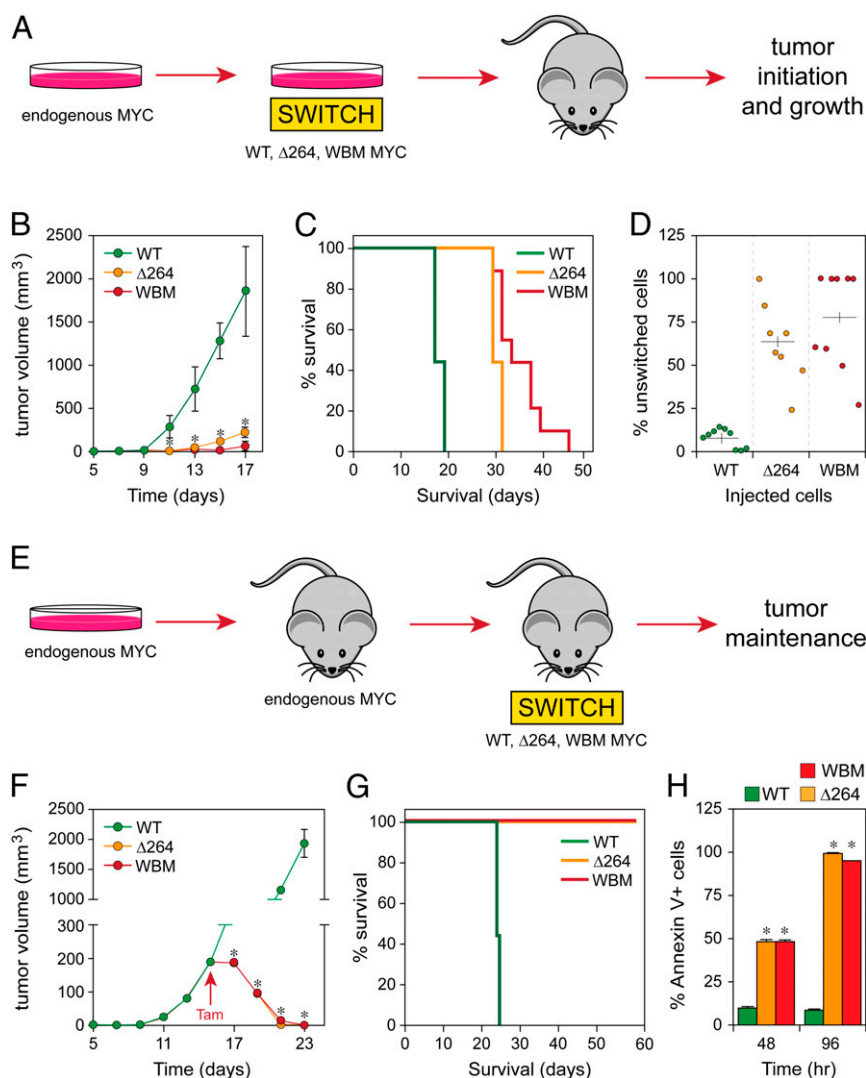 A
endogenous MYC
SWITCH
WT, Δ264, WBM MYC
tumor
initiation
and growth
B
tumor volume (mm³)
2500
2000
1500
1000
500
0
WT
Δ264
WBM
*
*
*
*
5
9
13
17
Time (days)
C
% survival
100
80
60
40
20
0
WT
Δ264
WBM
0
10
20
30
40
50
Survival (days)
D
% unswitched cells
125
100
75
50
25
0
WT
Δ264
WBM
Injected cells
E
endogenous MYC
endogenous MYC
SWITCH
WT, Δ264, WBM MYC
tumor
maintenance
F
tumor volume (mm³)
2500
2000
1500
1000
300
200
100
0
WT
Δ264
WBM
Tam
*
*
*
*
5
11
17
23
Time (days)
G
% survival
100
80
60
40
20
0
WT
Δ264
WBM
0
10
20
30
40
50
60
Survival (days)
H
WBM
WT
Δ264
% Annexin V+ cells
125
100
75
50
25
0
* *
* *
48
96
Time (hr)